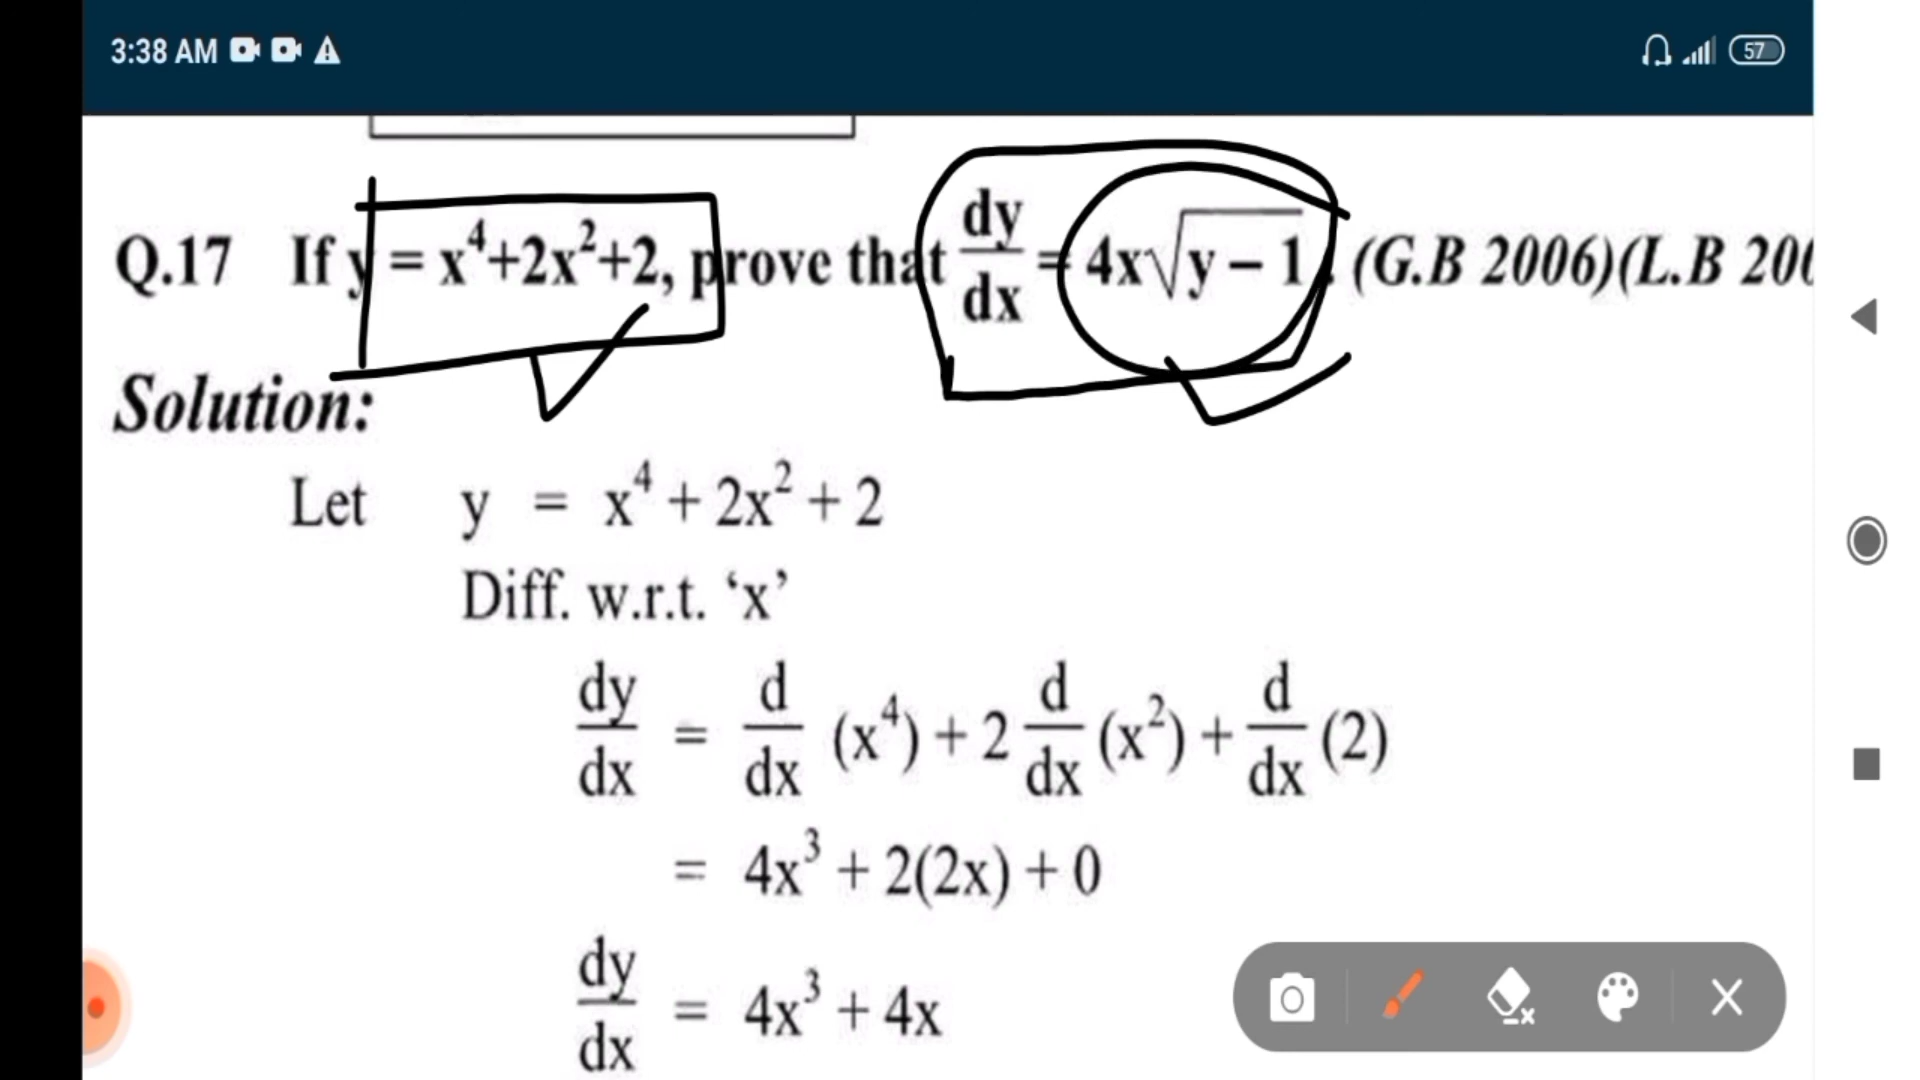 3:38 AM 57
Q.17 If y = x⁴+2x²+2, prove that dy/dx = 4x√(y – 1) . (G.B 2006)(L.B 200
Solution:
Let y = x⁴ + 2x² + 2
Diff. w.r.t. ‘x’
dy/dx = d/dx (x⁴) + 2 d/dx (x²) + d/dx (2)
= 4x³ + 2(2x) + 0
dy/dx = 4x³ + 4x